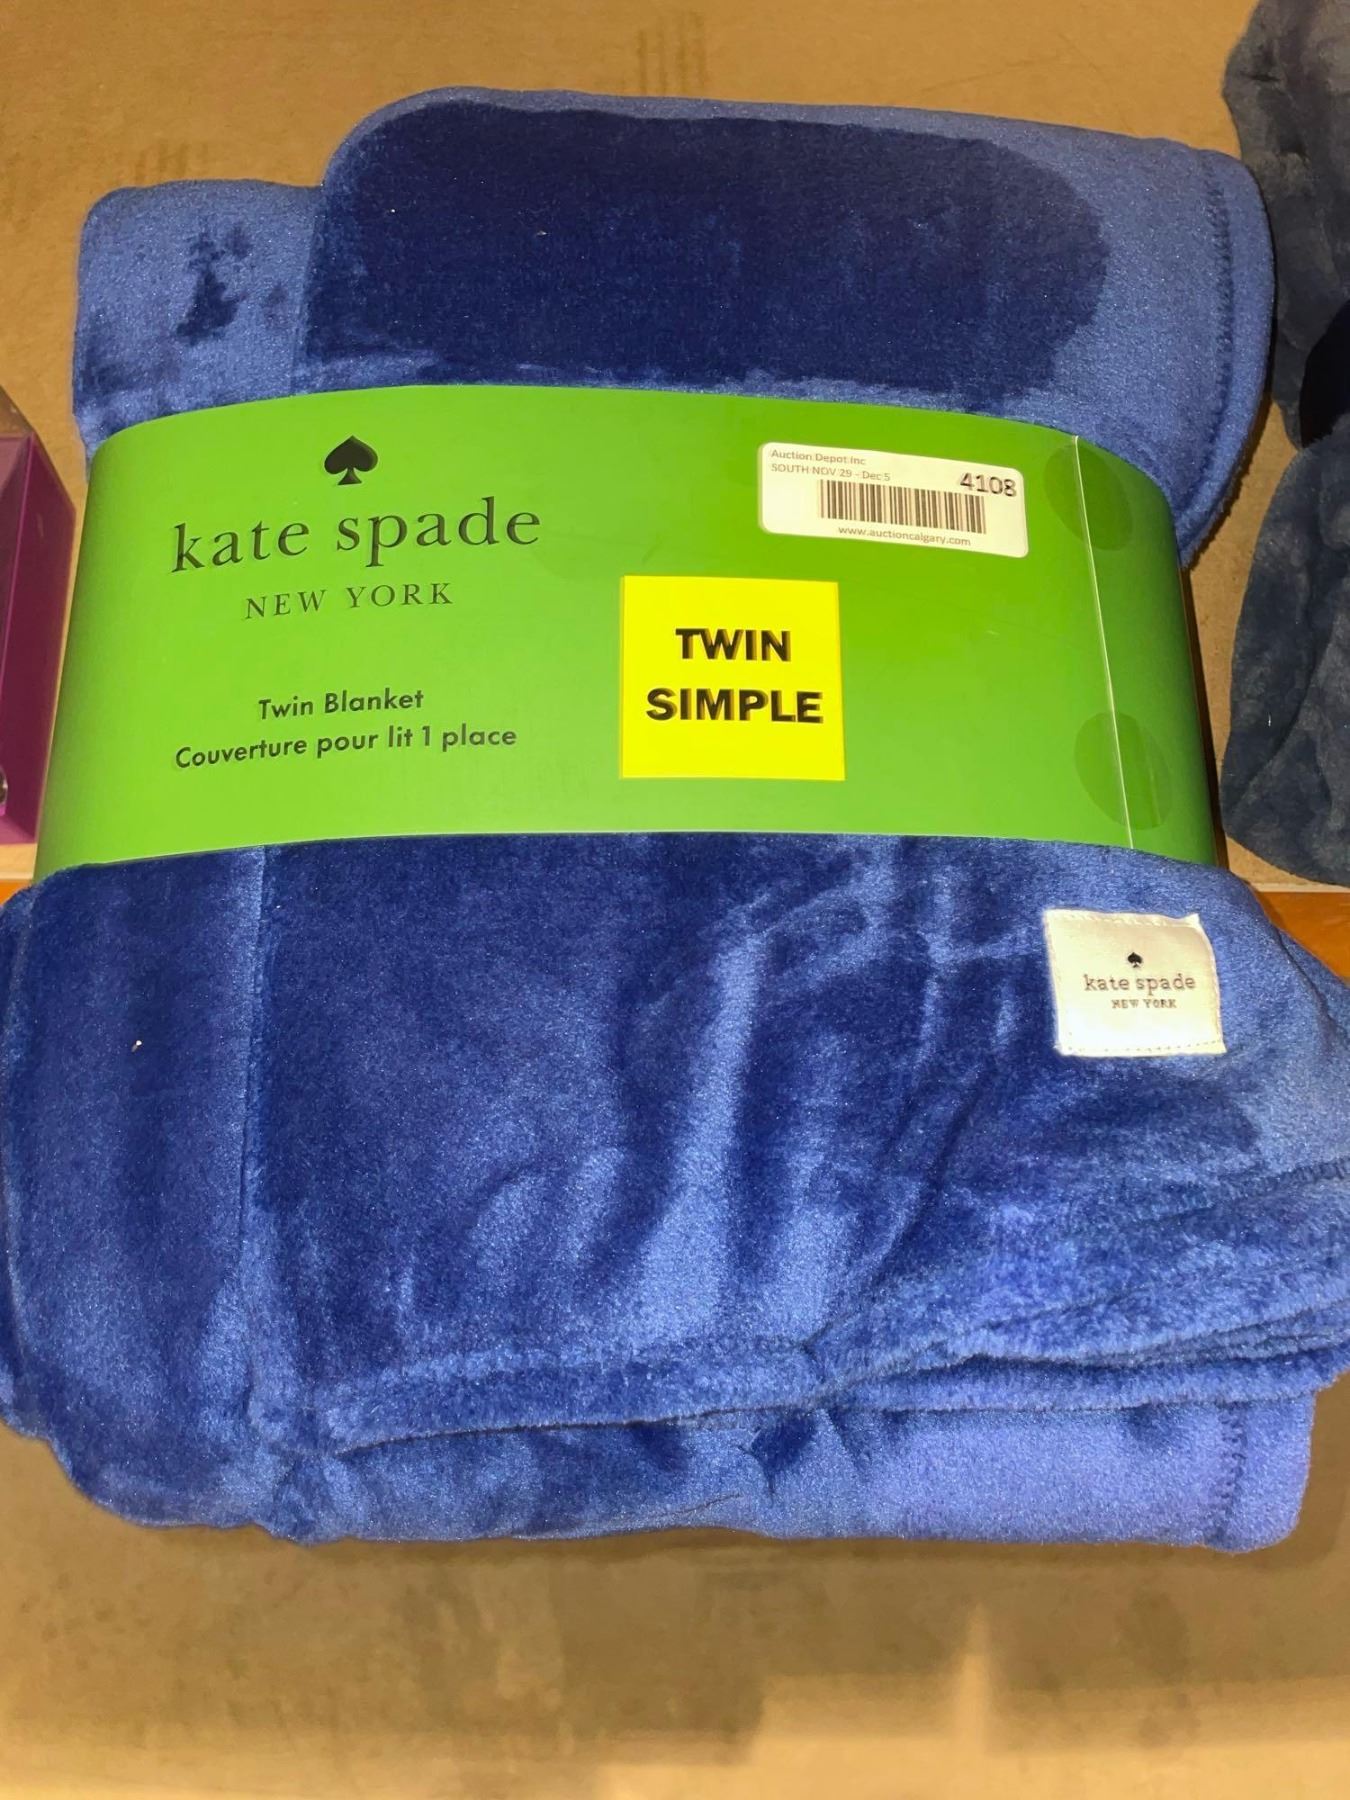 kate spade
NEW YORK
Twin Blanket
Couverture pour lit 1 place
Auction Depot Inc
SOUTH NOV 29 - Dec 5
4108
www.auctioncalgary.com
TWIN
SIMPLE
kate spade
NEW YORK